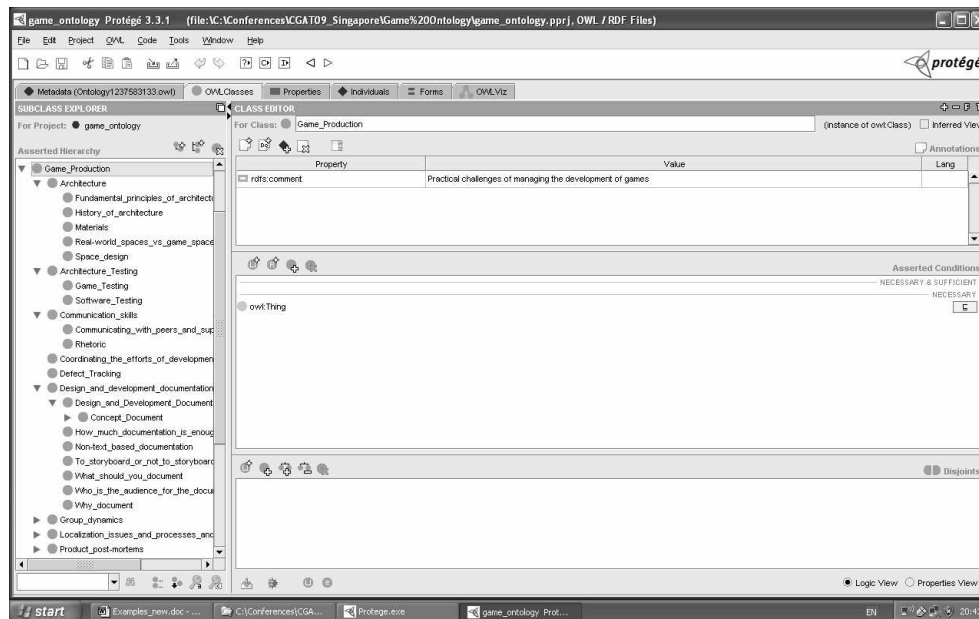 game_ontology Protégé 3.3.1 (file:\C:\Conferences\CGAT09_Singapore\Game%20Ontology\game_ontology.pprj, OWL / RDF Files)
File Edit Project OWL Code Tools Window Help
protégé
Metadata (Ontology1237583133.owl) OWLClasses Properties Individuals Forms OWLViz
SUBCLASS EXPLORER
CLASS EDITOR
For Project: game_ontology
For Class: Game_Production (instance of owl:Class) Inferred View
Asserted Hierarchy
Annotations
Property Value Lang
rdfs:comment Practical challenges of managing the development of games
Game_Production
Architecture
Fundamental_principles_of_architect
History_of_architecture
Materials
Real-world_spaces_vs_game_space
Space_design
Architecture_Testing
Game_Testing
Software_Testing
Communication_skills
Communicating_with_peers_and_sup
Rhetoric
Coordinating_the_efforts_of_developmen
Defect_Tracking
Design_and_development_documentation
Design_and_Development_Document
Concept_Document
How_much_documentation_is_enoug
Non-text_based_documentation
To_storyboard_or_not_to_storyboard
What_should_you_document
Who_is_the_audience_for_the_docu
Why_document
Group_dynamics
Localization_issues_and_processes_and
Product_post-mortems
Asserted Conditions
NECESSARY & SUFFICIENT
NECESSARY
owl:Thing
Disjoints
Logic View Properties View
start Examples_new.doc - ... C:\Conferences\CGA... Protege.exe game_ontology Prot... EN 20:43